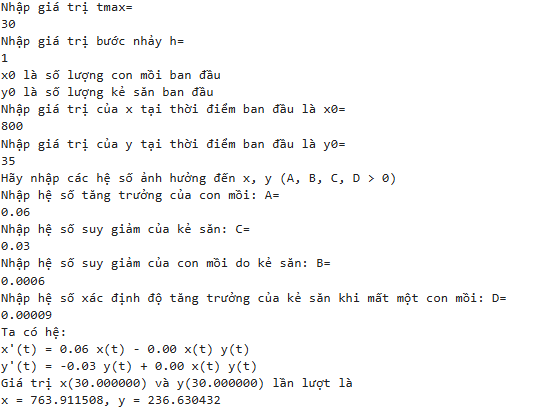 Nhập giá trị tmax=
30
Nhập giá trị bước nhảy h=
1
x0 là số lượng con mồi ban đầu
y0 là số lượng kẻ săn ban đầu
Nhập giá trị của x tại thời điểm ban đầu là x0=
800
Nhập giá trị của y tại thời điểm ban đầu là y0=
35
Hãy nhập các hệ số ảnh hưởng đến x, y (A, B, C, D > 0)
Nhập hệ số tăng trưởng của con mồi: A=
0.06
Nhập hệ số suy giảm của kẻ săn: C=
0.03
Nhập hệ số suy giảm của con mồi do kẻ săn: B=
0.0006
Nhập hệ số xác định độ tăng trưởng của kẻ săn khi mất một con mồi: D=
0.00009
Ta có hệ:
x'(t) = 0.06 x(t) - 0.00 x(t) y(t)
y'(t) = -0.03 y(t) + 0.00 x(t) y(t)
Giá trị x(30.000000) và y(30.000000) lần lượt là
x = 763.911508, y = 236.630432